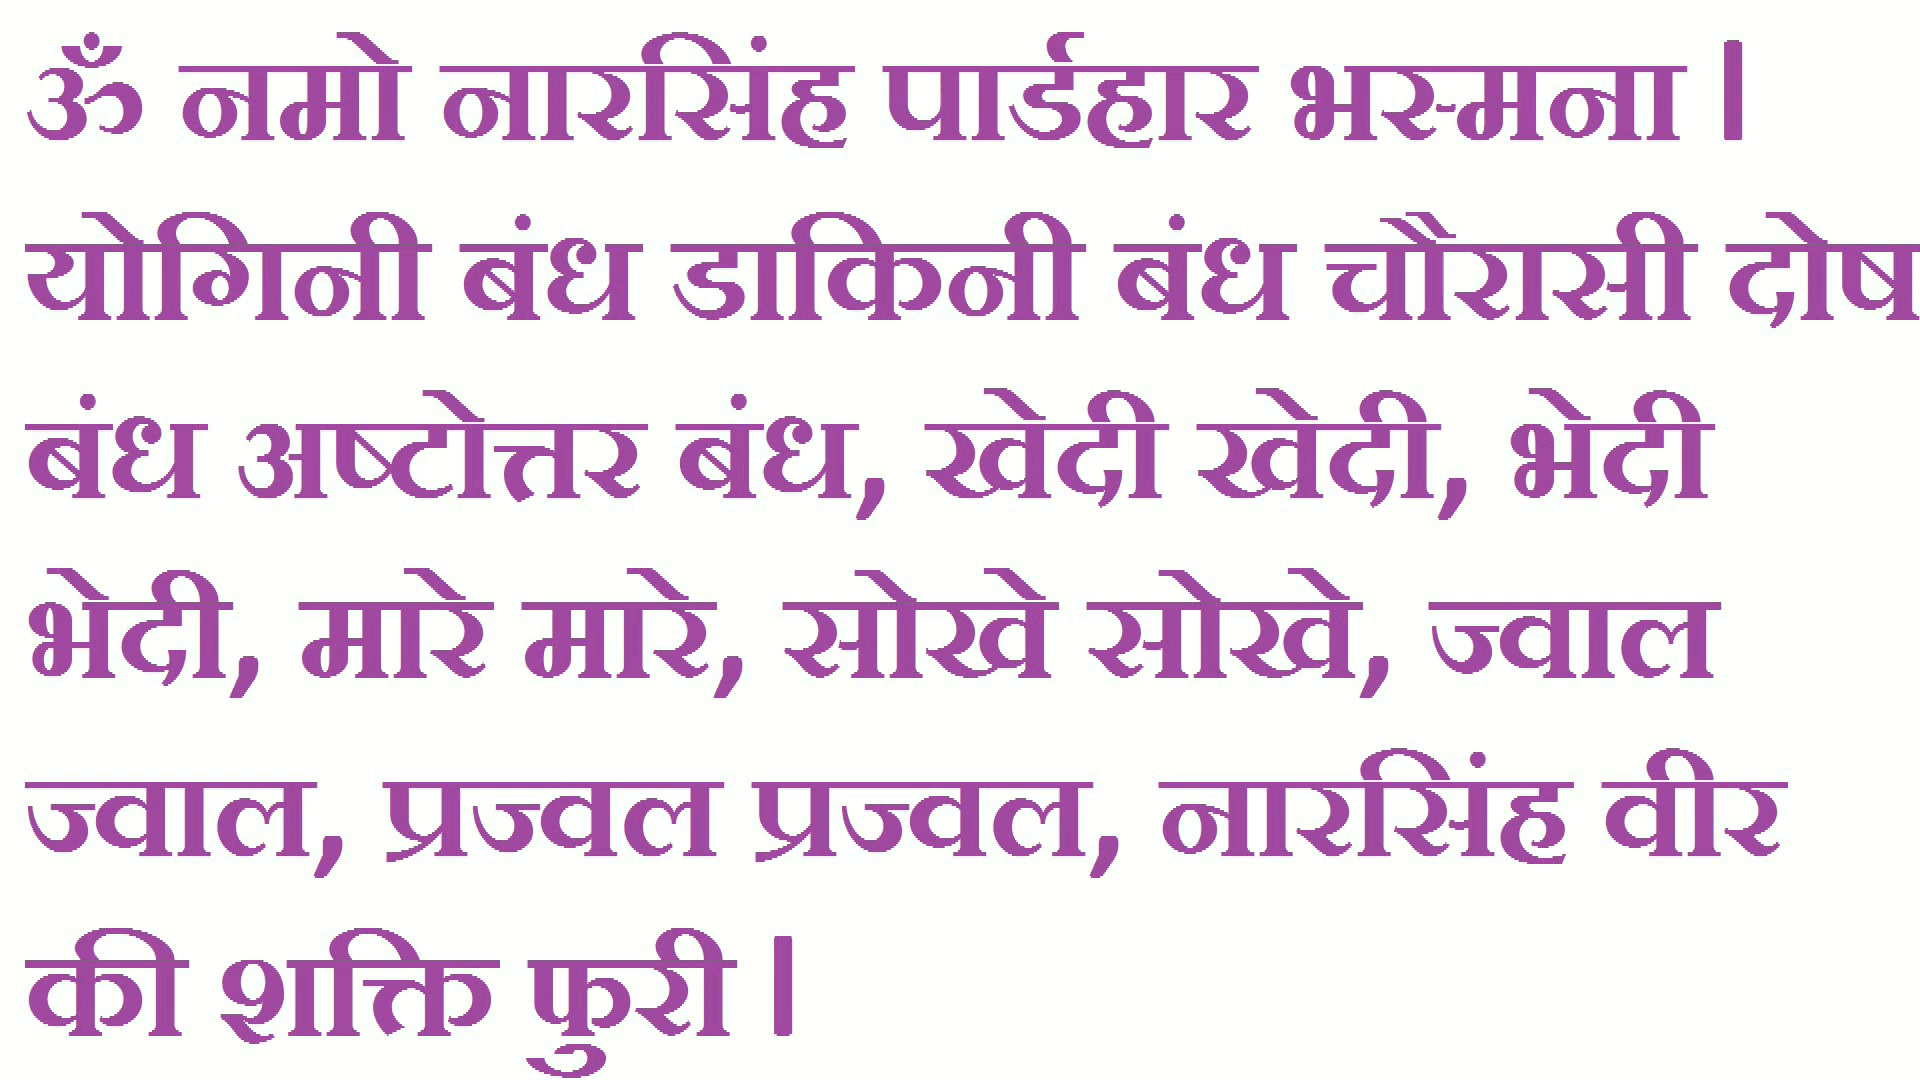 ॐ नमो नारसिंह पार्डहार भस्मना ।
योगिनी बंध डाकिनी बंध चौरासी दोष
बंध अष्टोत्तर बंध, खेदी खेदी, भेदी
भेदी, मारे मारे, सोखे सोखे, ज्वाल
ज्वाल, प्रज्वल प्रज्वल, नारसिंह वीर
की शक्ति फुरी ।